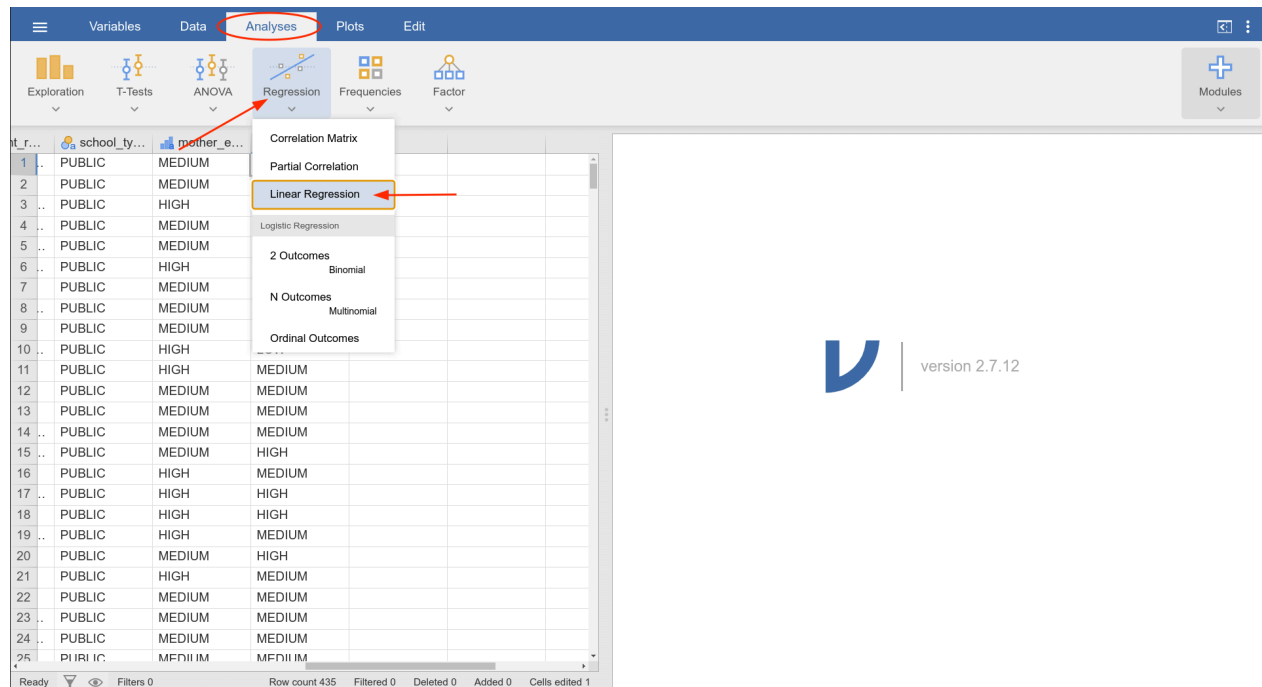 Variables Data Analyses Plots Edit
Exploration T-Tests ANOVA Regression Frequencies Factor Modules
Correlation Matrix
Partial Correlation
Linear Regression
Logistic Regression
2 Outcomes
Binomial
N Outcomes
Multinomial
Ordinal Outcomes
nt_r... school_ty... mother_e...
1 .. PUBLIC MEDIUM
2 PUBLIC MEDIUM
3 .. PUBLIC HIGH
4 .. PUBLIC MEDIUM
5 .. PUBLIC MEDIUM
6 .. PUBLIC HIGH
7 PUBLIC MEDIUM
8 .. PUBLIC MEDIUM
9 PUBLIC MEDIUM
10 .. PUBLIC HIGH
11 PUBLIC HIGH MEDIUM
12 PUBLIC MEDIUM MEDIUM
13 PUBLIC MEDIUM MEDIUM
14 .. PUBLIC MEDIUM MEDIUM
15 .. PUBLIC MEDIUM HIGH
16 PUBLIC HIGH MEDIUM
17 .. PUBLIC HIGH HIGH
18 PUBLIC HIGH HIGH
19 .. PUBLIC HIGH MEDIUM
20 PUBLIC MEDIUM HIGH
21 PUBLIC HIGH MEDIUM
22 PUBLIC MEDIUM MEDIUM
23 .. PUBLIC MEDIUM MEDIUM
24 .. PUBLIC MEDIUM MEDIUM
25 PUBLIC MEDIUM MEDIUM
version 2.7.12
Ready Filters 0 Row count 435 Filtered 0 Deleted 0 Added 0 Cells edited 1